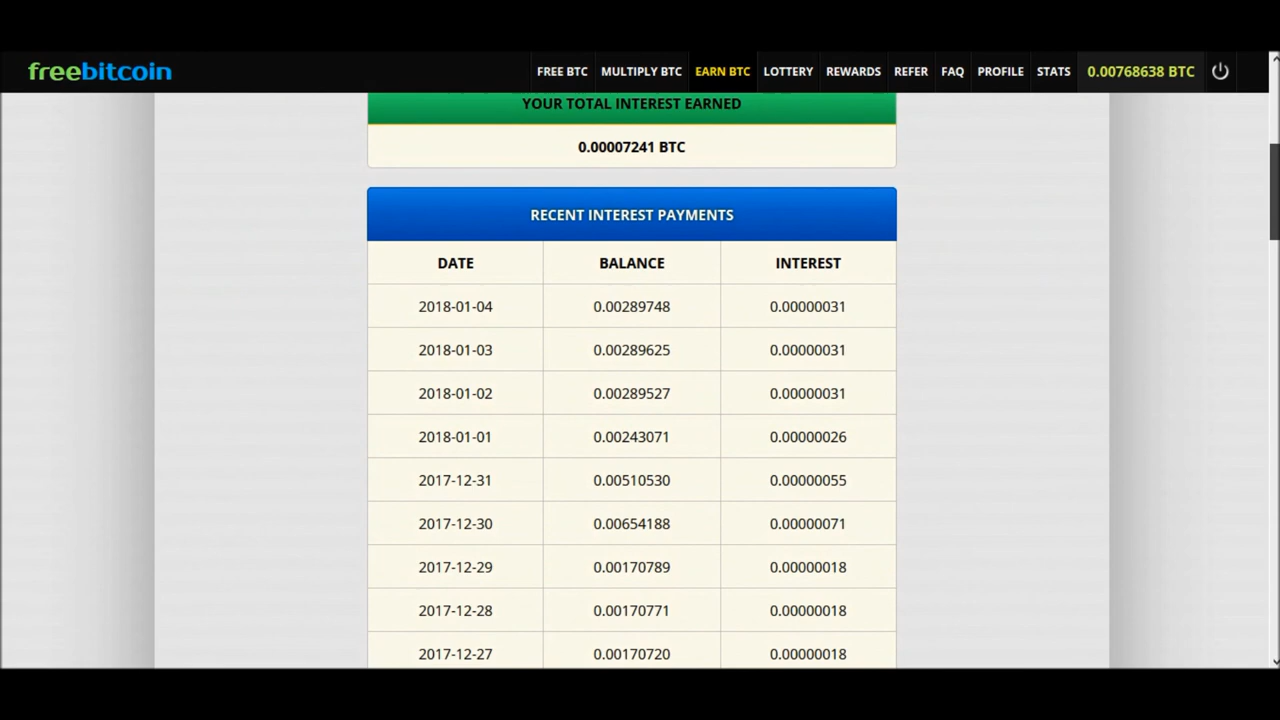 freebitcoin FREE BTC MULTIPLY BTC EARN BTC LOTTERY REWARDS REFER FAQ PROFILE STATS 0.00768638 BTC
YOUR TOTAL INTEREST EARNED
0.00007241 BTC
RECENT INTEREST PAYMENTS
DATE BALANCE INTEREST
2018-01-04 0.00289748 0.00000031
2018-01-03 0.00289625 0.00000031
2018-01-02 0.00289527 0.00000031
2018-01-01 0.00243071 0.00000026
2017-12-31 0.00510530 0.00000055
2017-12-30 0.00654188 0.00000071
2017-12-29 0.00170789 0.00000018
2017-12-28 0.00170771 0.00000018
2017-12-27 0.00170720 0.00000018